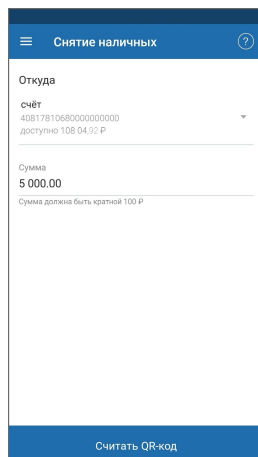 Снятие наличных
Откуда
счёт
40817810680000000000
доступно 108 04,92 ₽
Сумма
5 000.00
Сумма должна быть кратной 100 ₽
Считать QR-код